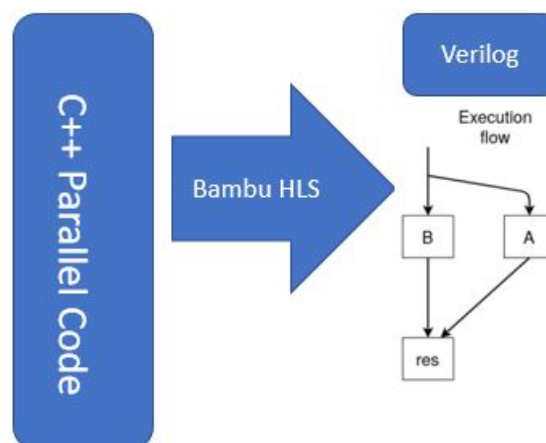 C++ Parallel Code
Bambu HLS
Verilog
Execution
flow
B
A
res